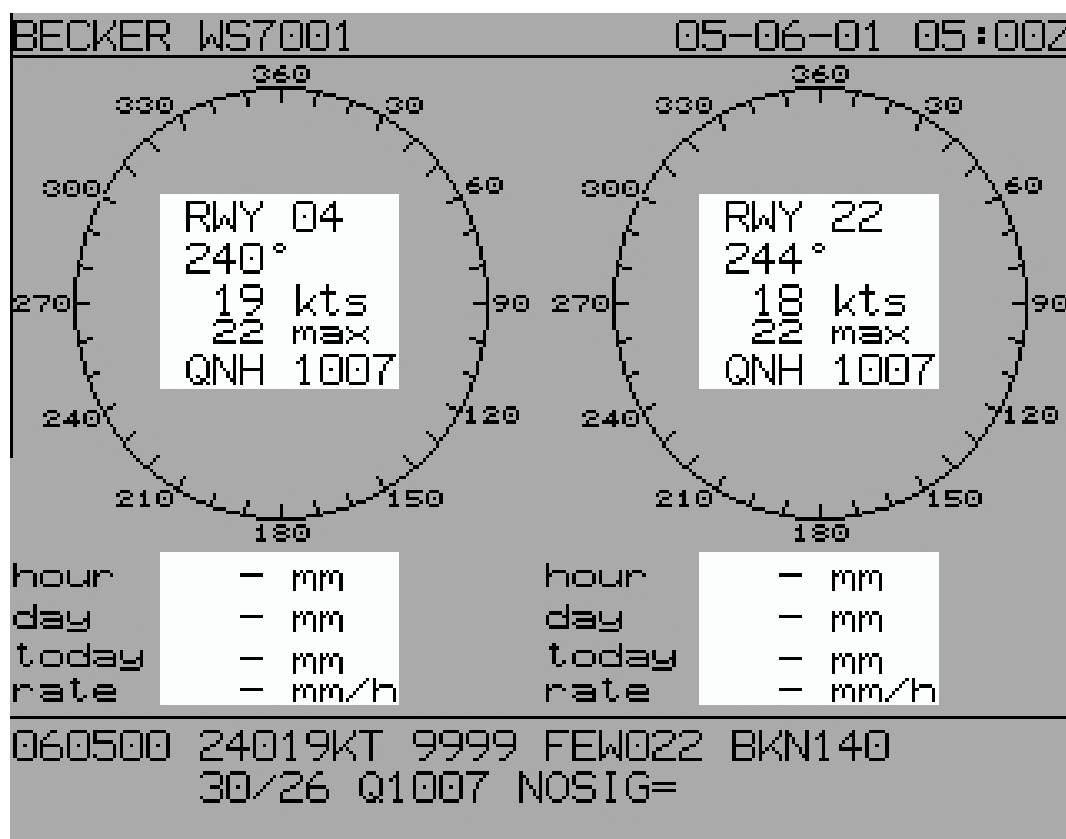 BECKER WS7001 05-06-01 05:00Z
360
330 30
300 60
270 90
240 120
210 150
180
RWY 04
240°
19 kts
22 max
QNH 1007
360
330 30
300 60
270 90
240 120
210 150
180
RWY 22
244°
18 kts
22 max
QNH 1007
hour - mm
day - mm
today - mm
rate - mm/h
hour - mm
day - mm
today - mm
rate - mm/h
060500 24019KT 9999 FEW022 BKN140
30/26 Q1007 NOSIG=